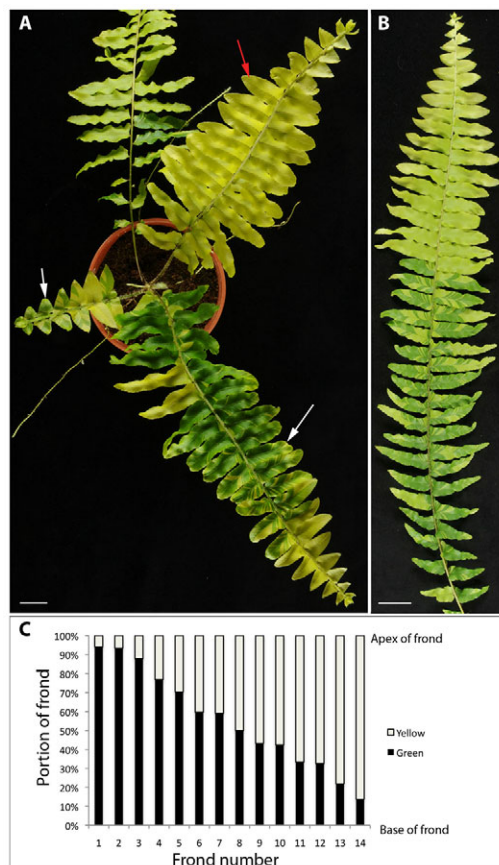 A
B
C
100%
90%
80%
70%
60%
50%
40%
30%
20%
10%
0%
Portion of frond
Apex of frond
Yellow
Green
Base of frond
1 2 3 4 5 6 7 8 9 10 11 12 13 14
Frond number